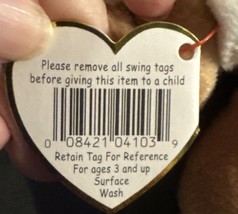 Please remove all swing tags
before giving this item to a child
0 08421 04103 9
Retain Tag For Reference
For ages 3 and up
Surface
Wash